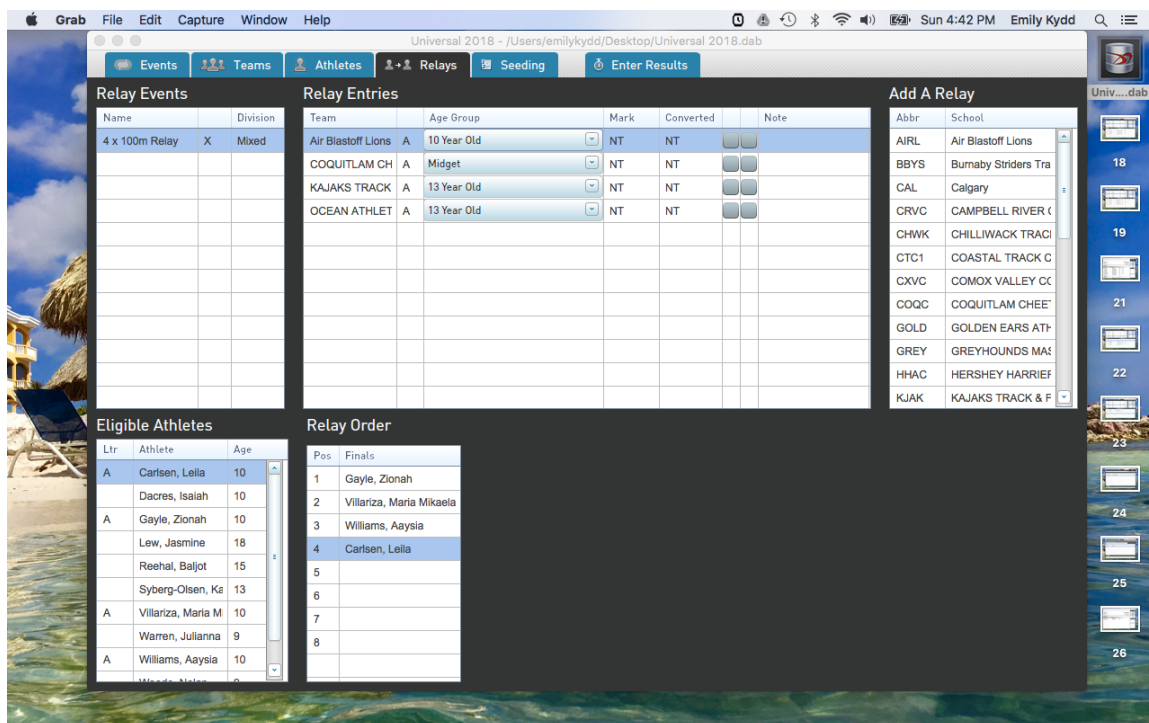 Grab File Edit Capture Window Help Sun 4:42 PM Emily Kydd
Universal 2018 - /Users/emilykydd/Desktop/Universal 2018.dab
Events Teams Athletes Relays Seeding Enter Results
Relay Events
Name Division
4 x 100m Relay X Mixed
Relay Entries
Team Age Group Mark Converted Note
Air Blastoff Lions A 10 Year Old NT NT
COQUITLAM CH A Midget NT NT
KAJAKS TRACK A 13 Year Old NT NT
OCEAN ATHLET A 13 Year Old NT NT
Add A Relay
Abbr School
AIRL Air Blastoff Lions
BBYS Burnaby Striders Tra
CAL Calgary
CRVC CAMPBELL RIVER (
CHWK CHILLIWACK TRACI
CTC1 COASTAL TRACK C
CXVC COMOX VALLEY CC
COQC COQUITLAM CHEET
GOLD GOLDEN EARS ATH
GREY GREYHOUNDS MAS
HHAC HERSHEY HARRIER
KJAK KAJAKS TRACK & F
Eligible Athletes
Ltr Athlete Age
A Carlsen, Leila 10
Dacres, Isaiah 10
A Gayle, Zionah 10
Lew, Jasmine 18
Reehal, Baljot 15
Syberg-Olsen, Ka 13
A Villariza, Maria M 10
Warren, Julianna 9
A Williams, Aaysia 10
Relay Order
Pos Finals
1 Gayle, Zionah
2 Villariza, Maria Mikaela
3 Williams, Aaysia
4 Carlsen, Leila
5
6
7
8
Univ....dab
18
19
21
22
23
24
25
26